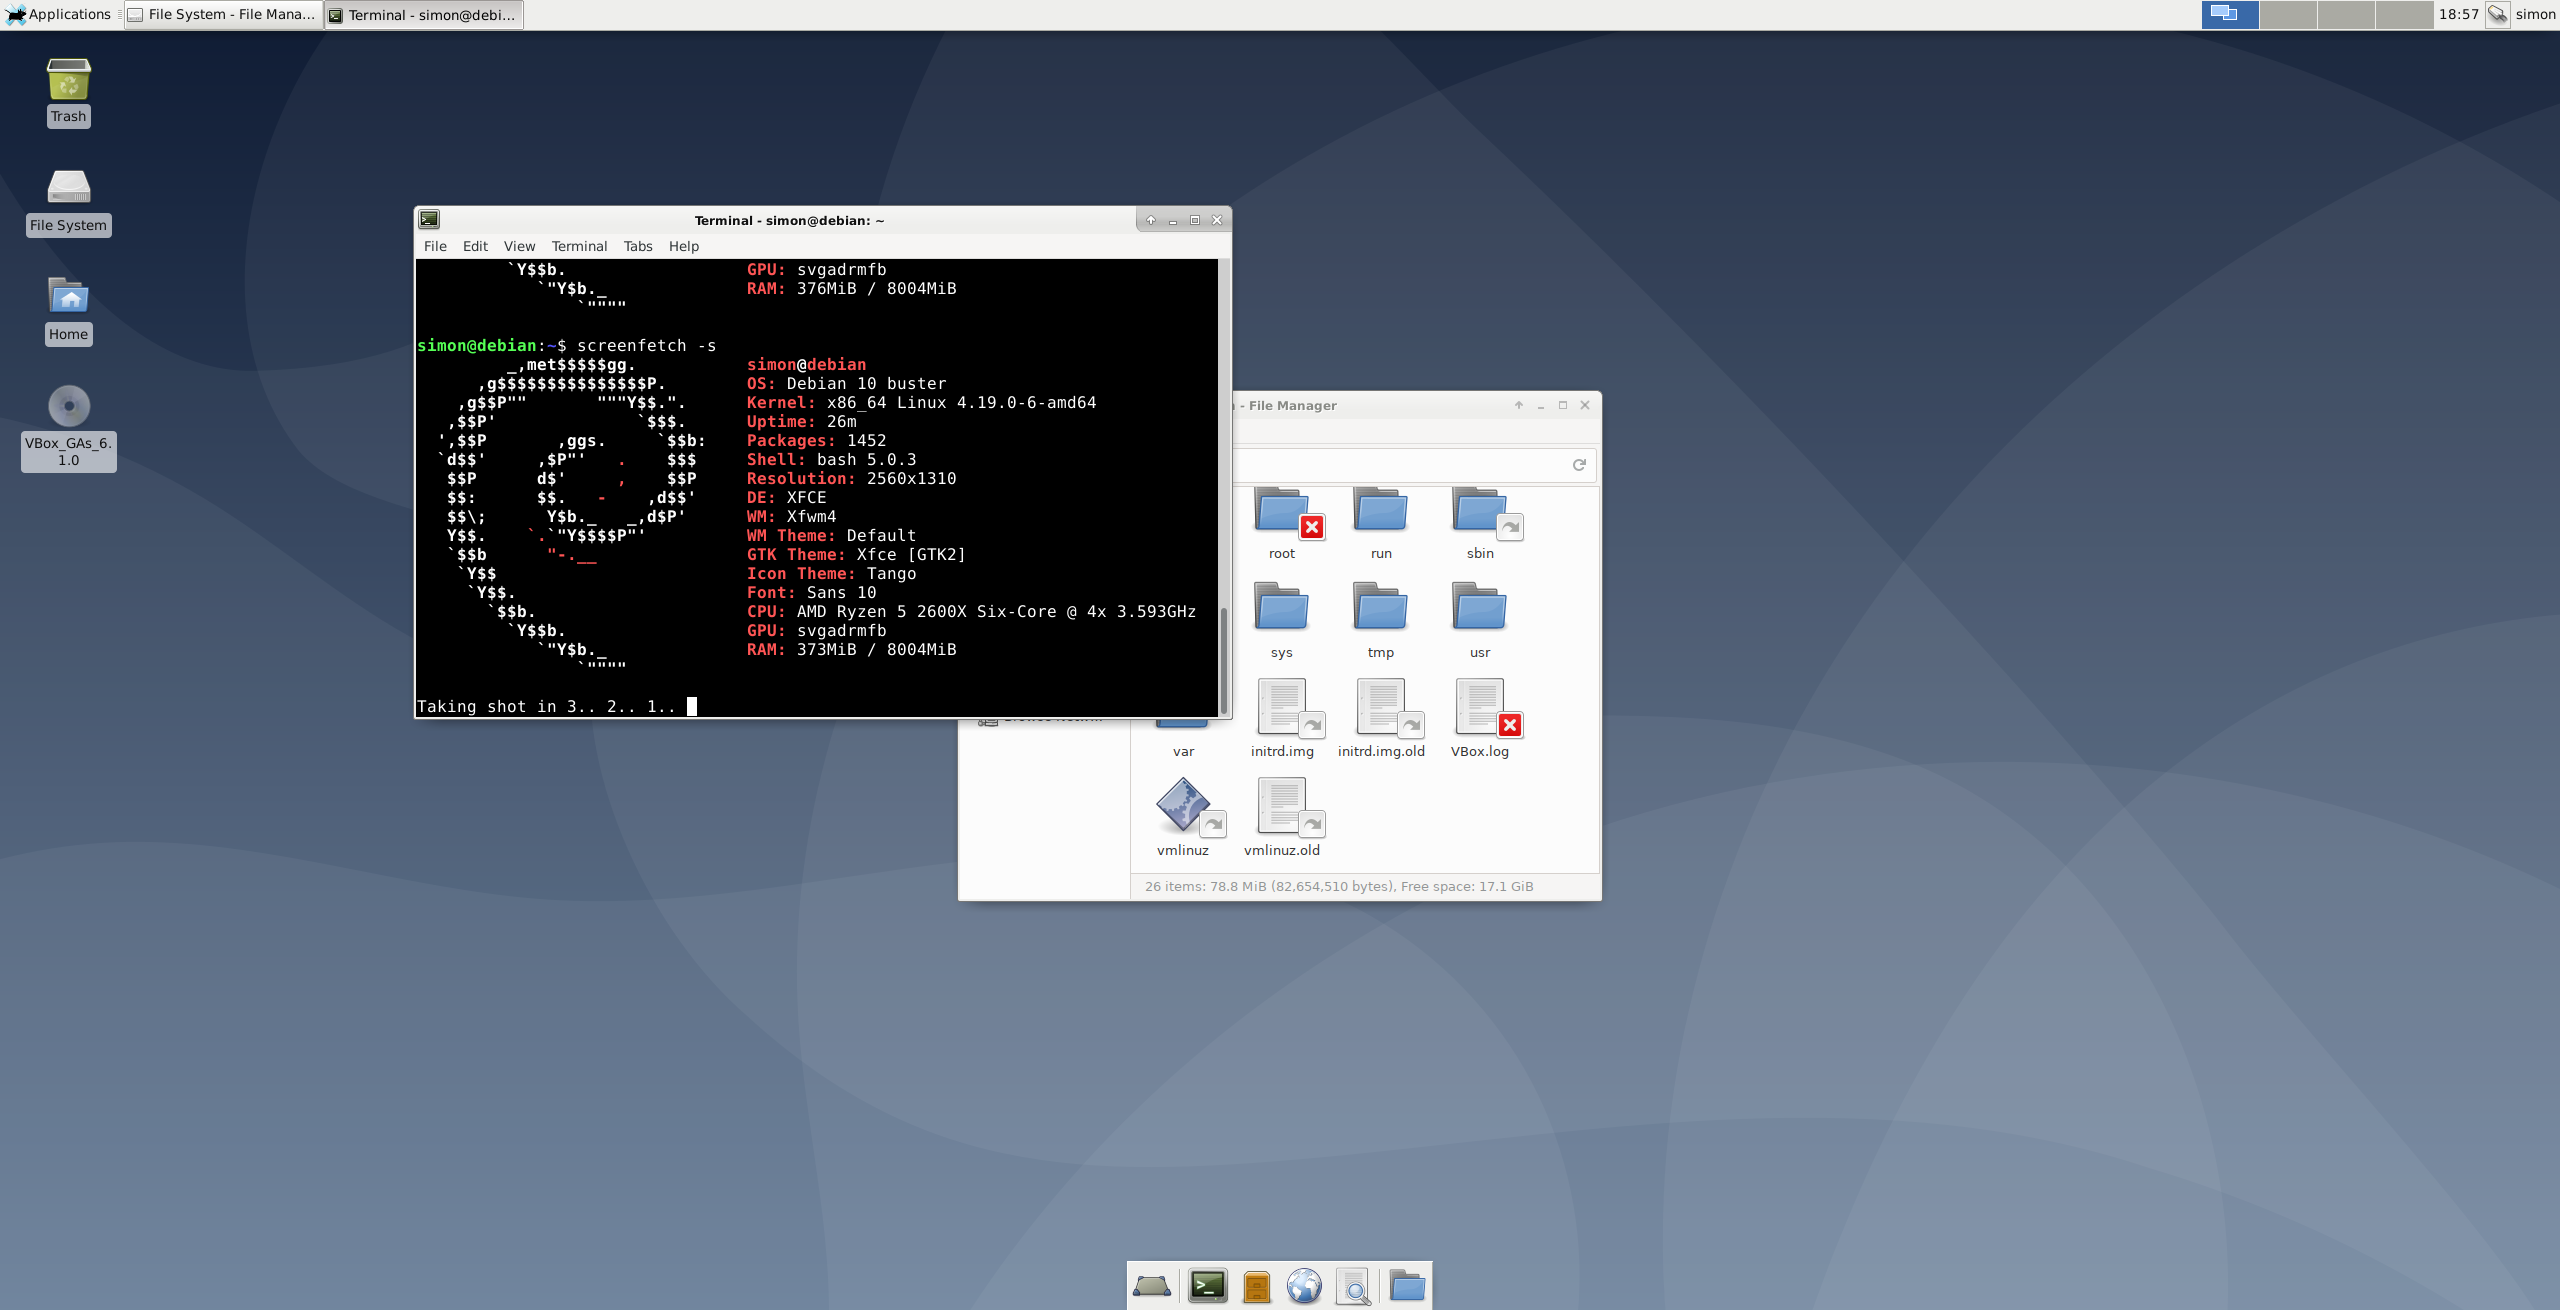 Applications
File System - File Mana...
Terminal - simon@debi...
18:57
simon
Trash
File System
Home
VBox_GAs_6.
1.0
Terminal - simon@debian: ~
File Edit View Terminal Tabs Help
`Y$$b. GPU: svgadrmfb
`"Y$b._ RAM: 376MiB / 8004MiB
`""""
simon@debian:~$ screenfetch -s
_,met$$$$$gg. simon@debian
,g$$$$$$$$$$$$$$$P. OS: Debian 10 buster
,g$$P"" """Y$$.". Kernel: x86_64 Linux 4.19.0-6-amd64
,$$P' `$$$. Uptime: 26m
',$$P ,ggs. `$$b: Packages: 1452
`d$$' ,$P"' . $$$ Shell: bash 5.0.3
$$P d$' , $$P Resolution: 2560x1310
$$: $$. - ,d$$' DE: XFCE
$$\; Y$b._ _,d$P' WM: Xfwm4
Y$$. `.`"Y$$$$P"' WM Theme: Default
`$$b "-.__ GTK Theme: Xfce [GTK2]
`Y$$ Icon Theme: Tango
`Y$$. Font: Sans 10
`$$b. CPU: AMD Ryzen 5 2600X Six-Core @ 4x 3.593GHz
`Y$$b. GPU: svgadrmfb
`"Y$b._ RAM: 373MiB / 8004MiB
`""""
Taking shot in 3.. 2.. 1..
- File Manager
root run sbin
sys tmp usr
var initrd.img initrd.img.old VBox.log
vmlinuz vmlinuz.old
26 items: 78.8 MiB (82,654,510 bytes), Free space: 17.1 GiB